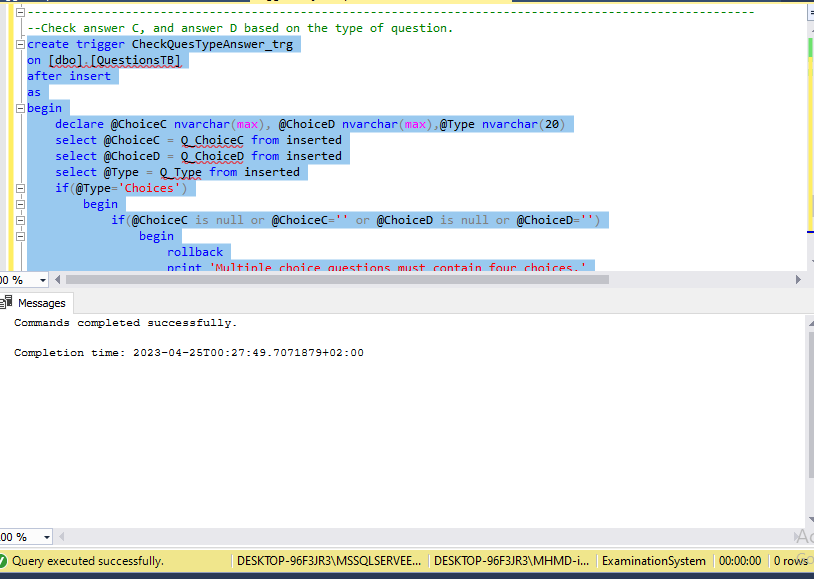 --Check answer C, and answer D based on the type of question.
create trigger CheckQuesTypeAnswer_trg
on [dbo].[QuestionsTB]
after insert
as
begin
declare @ChoiceC nvarchar(max), @ChoiceD nvarchar(max),@Type nvarchar(20)
select @ChoiceC = Q_ChoiceC from inserted
select @ChoiceD = Q_ChoiceD from inserted
select @Type = Q_Type from inserted
if(@Type='Choices')
begin
if(@ChoiceC is null or @ChoiceC='' or @ChoiceD is null or @ChoiceD='')
begin
rollback
print 'Multiple choice questions must contain four choices.'
00 %
Messages
Commands completed successfully.
Completion time: 2023-04-25T00:27:49.7071879+02:00
00 %
Query executed successfully.
DESKTOP-96F3JR3\MSSQLSERVEE...
DESKTOP-96F3JR3\MHMD-i...
ExaminationSystem
00:00:00
0 rows